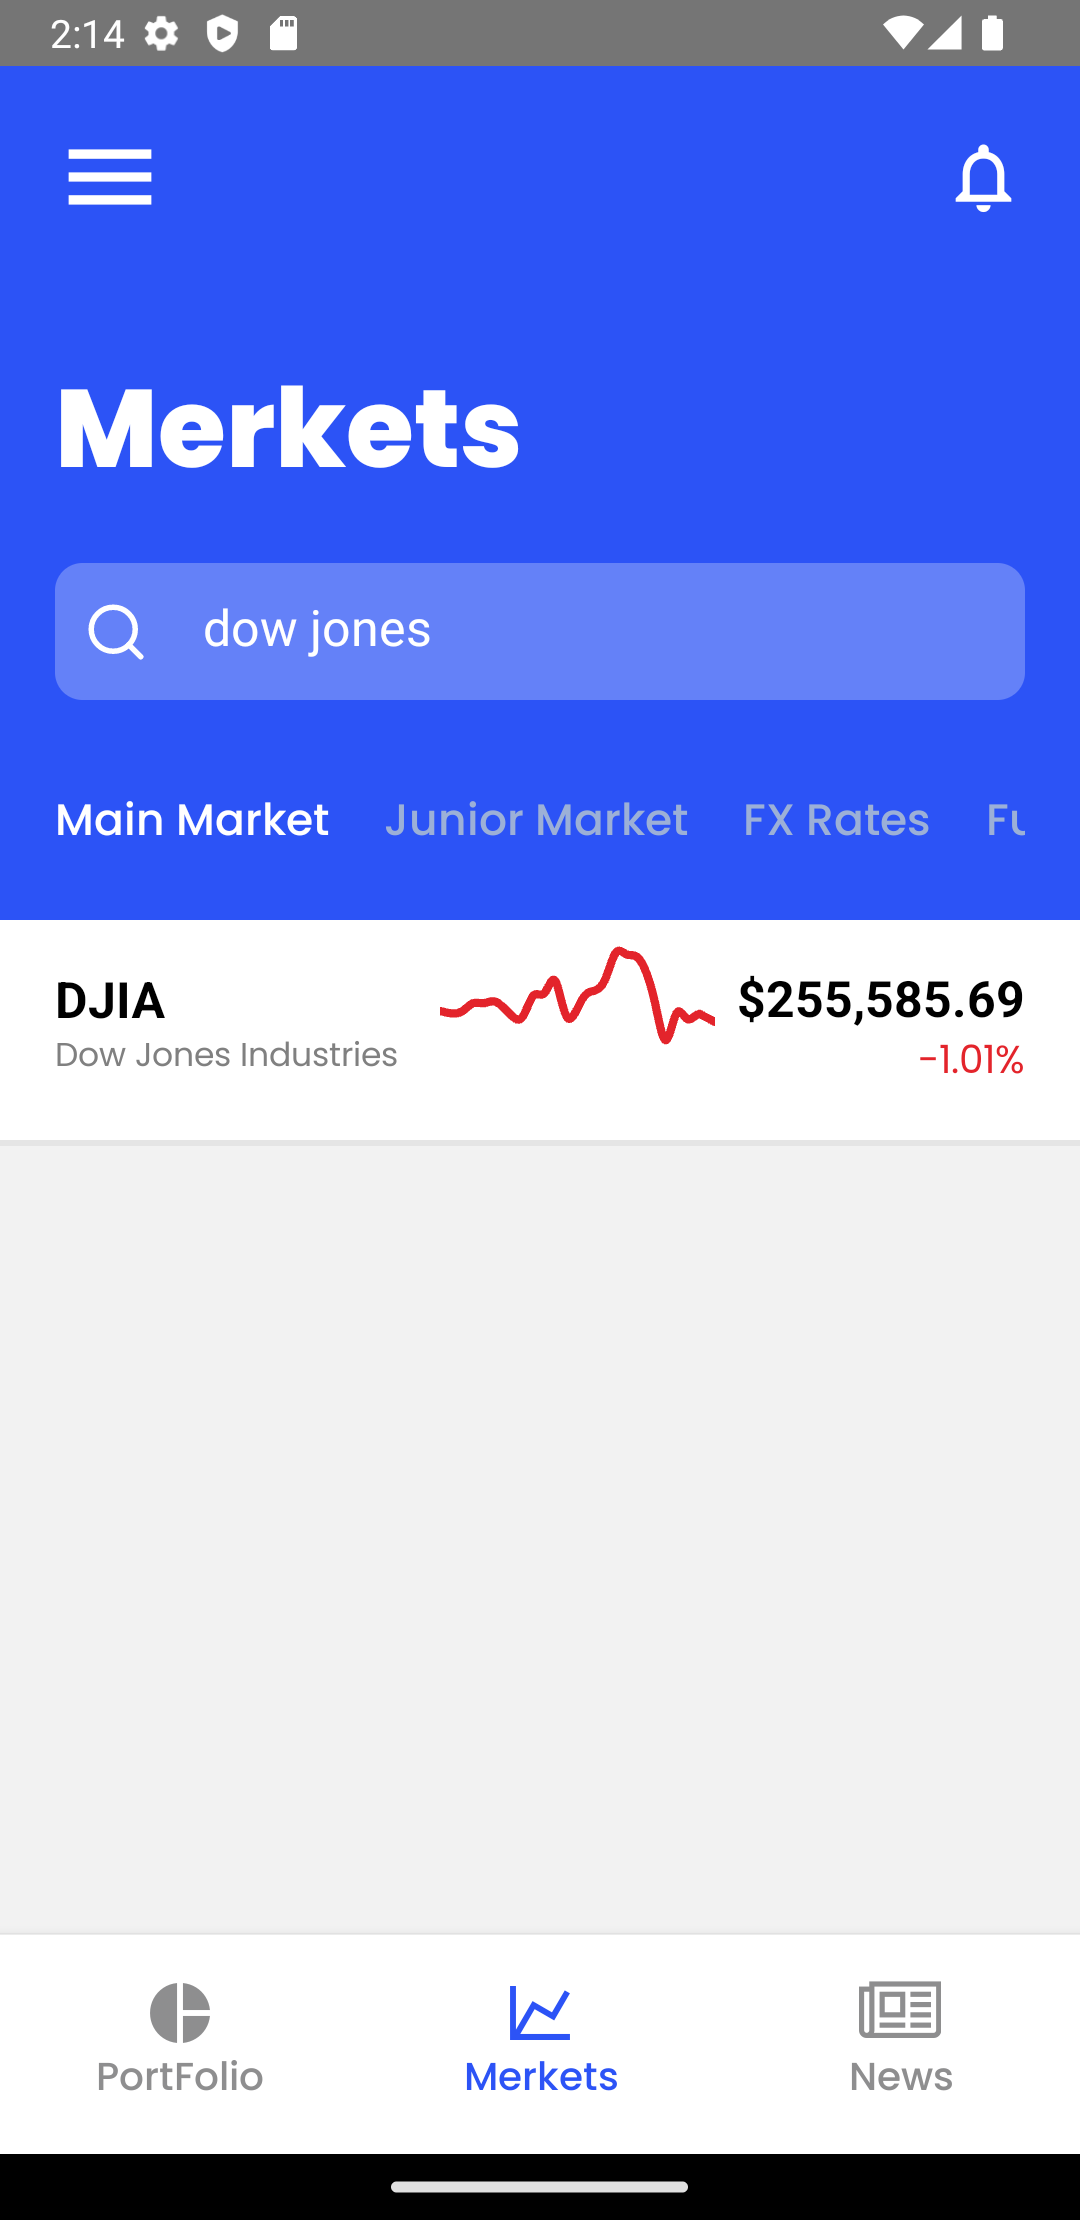 2:14
Merkets
dow jones
Main Market Junior Market FX Rates Fu
DJIA $255,585.69
Dow Jones Industries -1.01%
PortFolio Merkets News